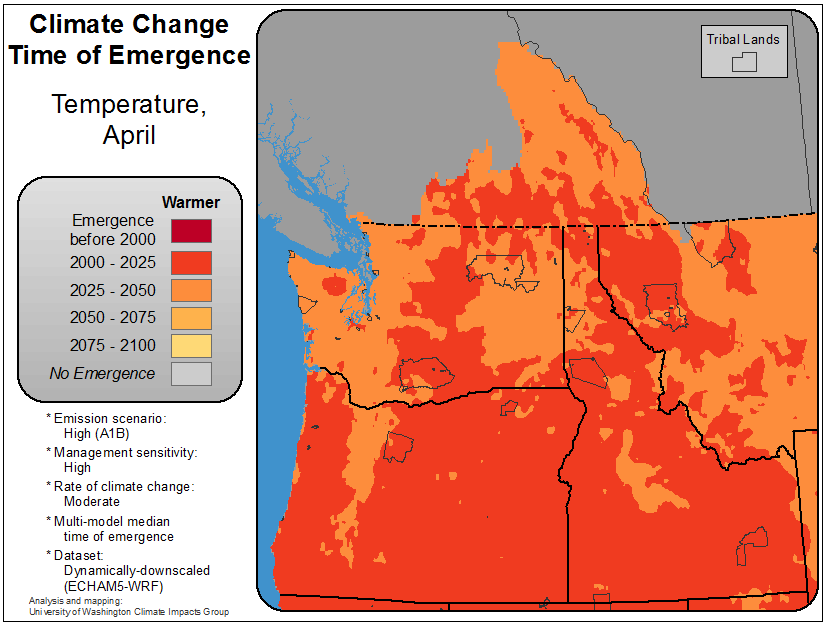 Climate Change
Time of Emergence
Temperature,
April
Warmer
Emergence
before 2000
2000 - 2025
2025 - 2050
2050 - 2075
2075 - 2100
No Emergence
* Emission scenario:
High (A1B)
* Management sensitivity:
High
* Rate of climate change:
Moderate
* Multi-model median
time of emergence
* Dataset:
Dynamically-downscaled
(ECHAM5-WRF)
Analysis and mapping:
University of Washington Climate Impacts Group
Tribal Lands